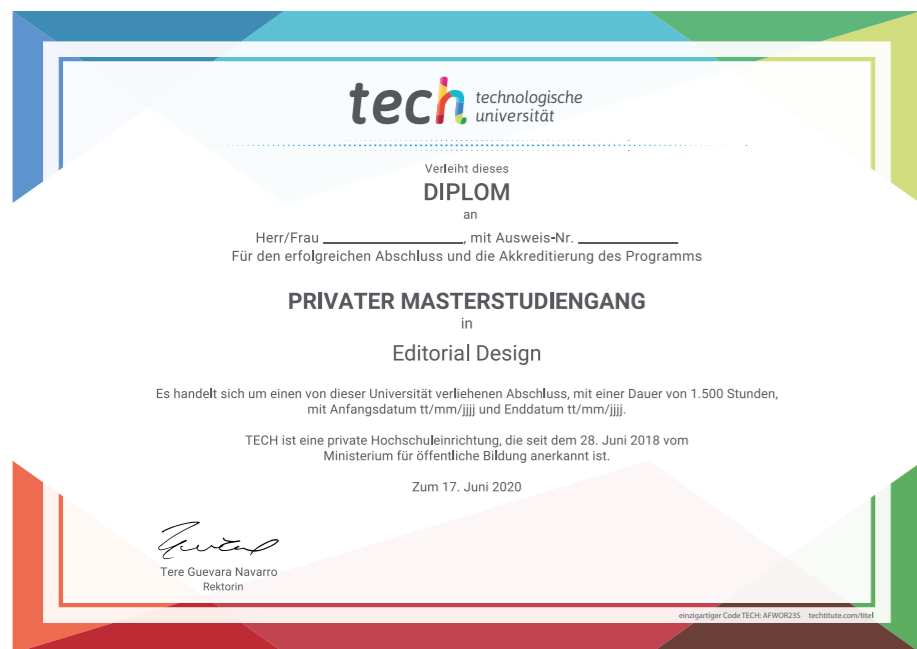 tech technologische
universität
Verleiht dieses
DIPLOM
an
Herr/Frau ____________________, mit Ausweis-Nr. ______________
Für den erfolgreichen Abschluss und die Akkreditierung des Programms
PRIVATER MASTERSTUDIENGANG
in
Editorial Design
Es handelt sich um einen von dieser Universität verliehenen Abschluss, mit einer Dauer von 1.500 Stunden,
mit Anfangsdatum tt/mm/jjjj und Enddatum tt/mm/jjjj.
TECH ist eine private Hochschuleinrichtung, die seit dem 28. Juni 2018 vom
Ministerium für öffentliche Bildung anerkannt ist.
Zum 17. Juni 2020
Tere Guevara Navarro
Rektorin
einzigartiger Code TECH: AFWOR23S techtitute.com/titel